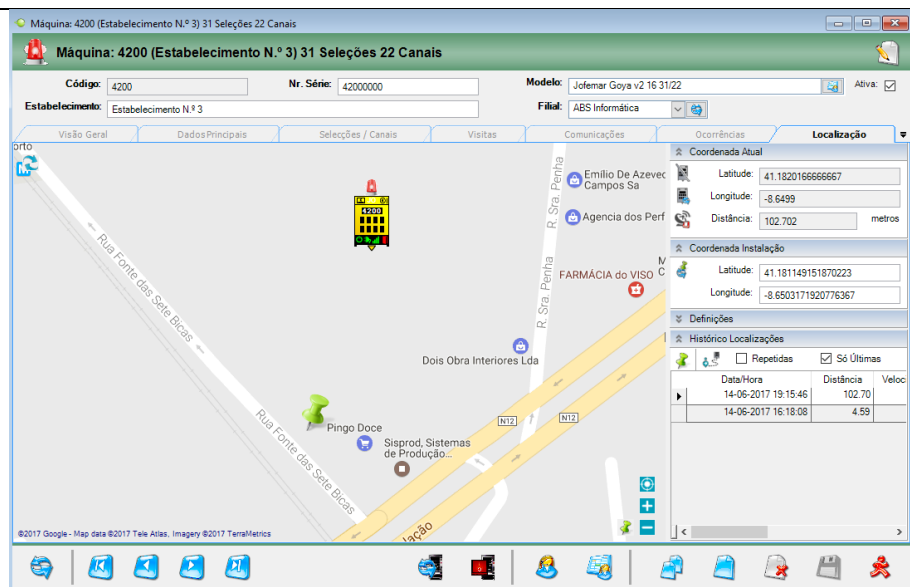 Máquina: 4200 (Estabelecimento N.º 3) 31 Seleções 22 Canais
Máquina: 4200 (Estabelecimento N.º 3) 31 Seleções 22 Canais
Código: 4200 Nr. Série: 42000000 Modelo: Jofemar Goya v2 16 31/22 Ativa:
Estabelecimento: Estabelecimento N.º 3 Filial: ABS Informática
Visão Geral DadosPrincipais Selecções / Canais Visitas Comunicações Ocorrências Localização
orto
Coordenada Atual
Latitude: 41.1820166666667
Longitude: -8.6499
Distância: 102.702 metros
Coordenada Instalação
Latitude: 41.181149151870223
Longitude: -8.6503171920776367
Definições
Histórico Localizações
Repetidas Só Últimas
Data/Hora Distância Veloc
14-06-2017 19:15:46 102.70
14-06-2017 16:18:08 4.59
4200
R. Sra. Penha
Emílio De Azevec
Campos Sa
Agencia dos Perf
R. Sra. Penha
M
FARMÁCIA do VISO C
R. Sra. Penha
Rua Fonte das Sete Bicas
Dois Obra Interiores Lda
N12
N12
Pingo Doce
Sisprod, Sistemas
de Produção...
Rua Fonte das Sete Bicas
lação
©2017 Google - Map data ©2017 Tele Atlas, Imagery ©2017 TerraMetrics